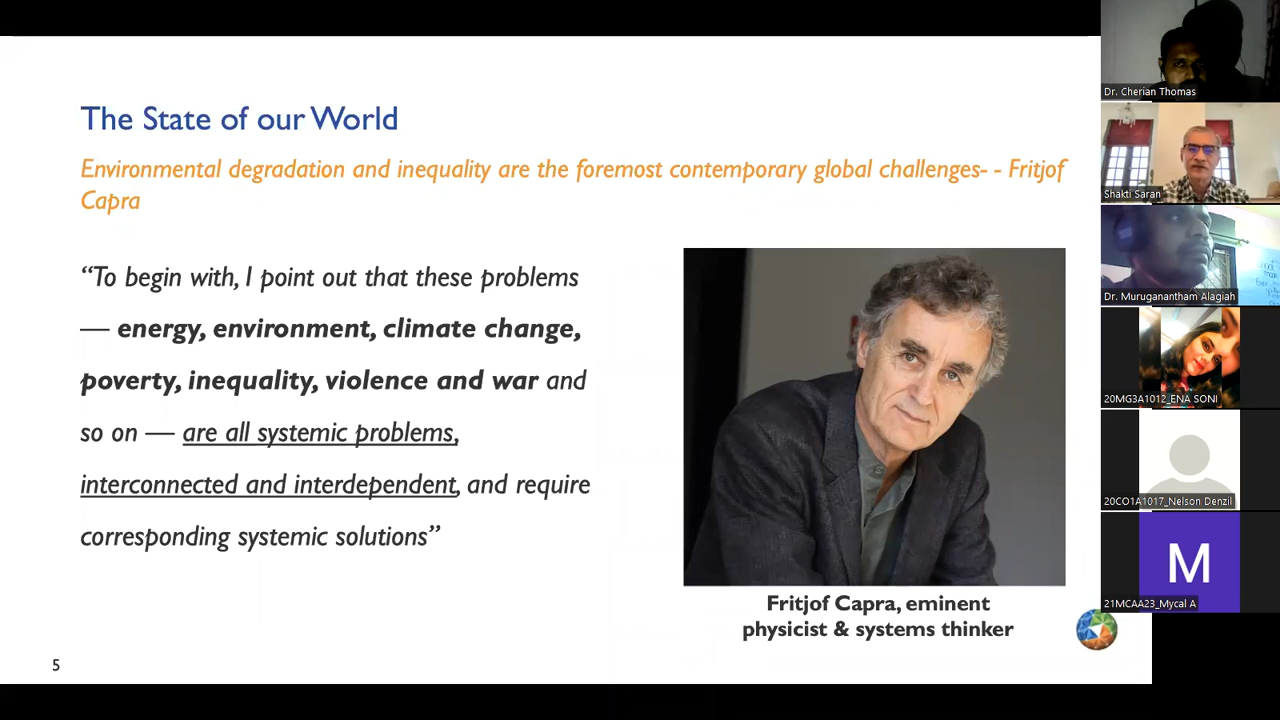 The State of our World
Environmental degradation and inequality are the foremost contemporary global challenges- - Fritjof
Capra
“To begin with, I point out that these problems
— energy, environment, climate change,
poverty, inequality, violence and war and
so on — are all systemic problems,
interconnected and interdependent, and require
corresponding systemic solutions”
Fritjof Capra, eminent
physicist & systems thinker
5
Dr. Cherian Thomas
Shakti Saran
Dr. Muruganantham Alagiah
20MG3A1012_ENA SONI
20CO1A1017_Nelson Denzil
M
21MCAA23_Mycal A